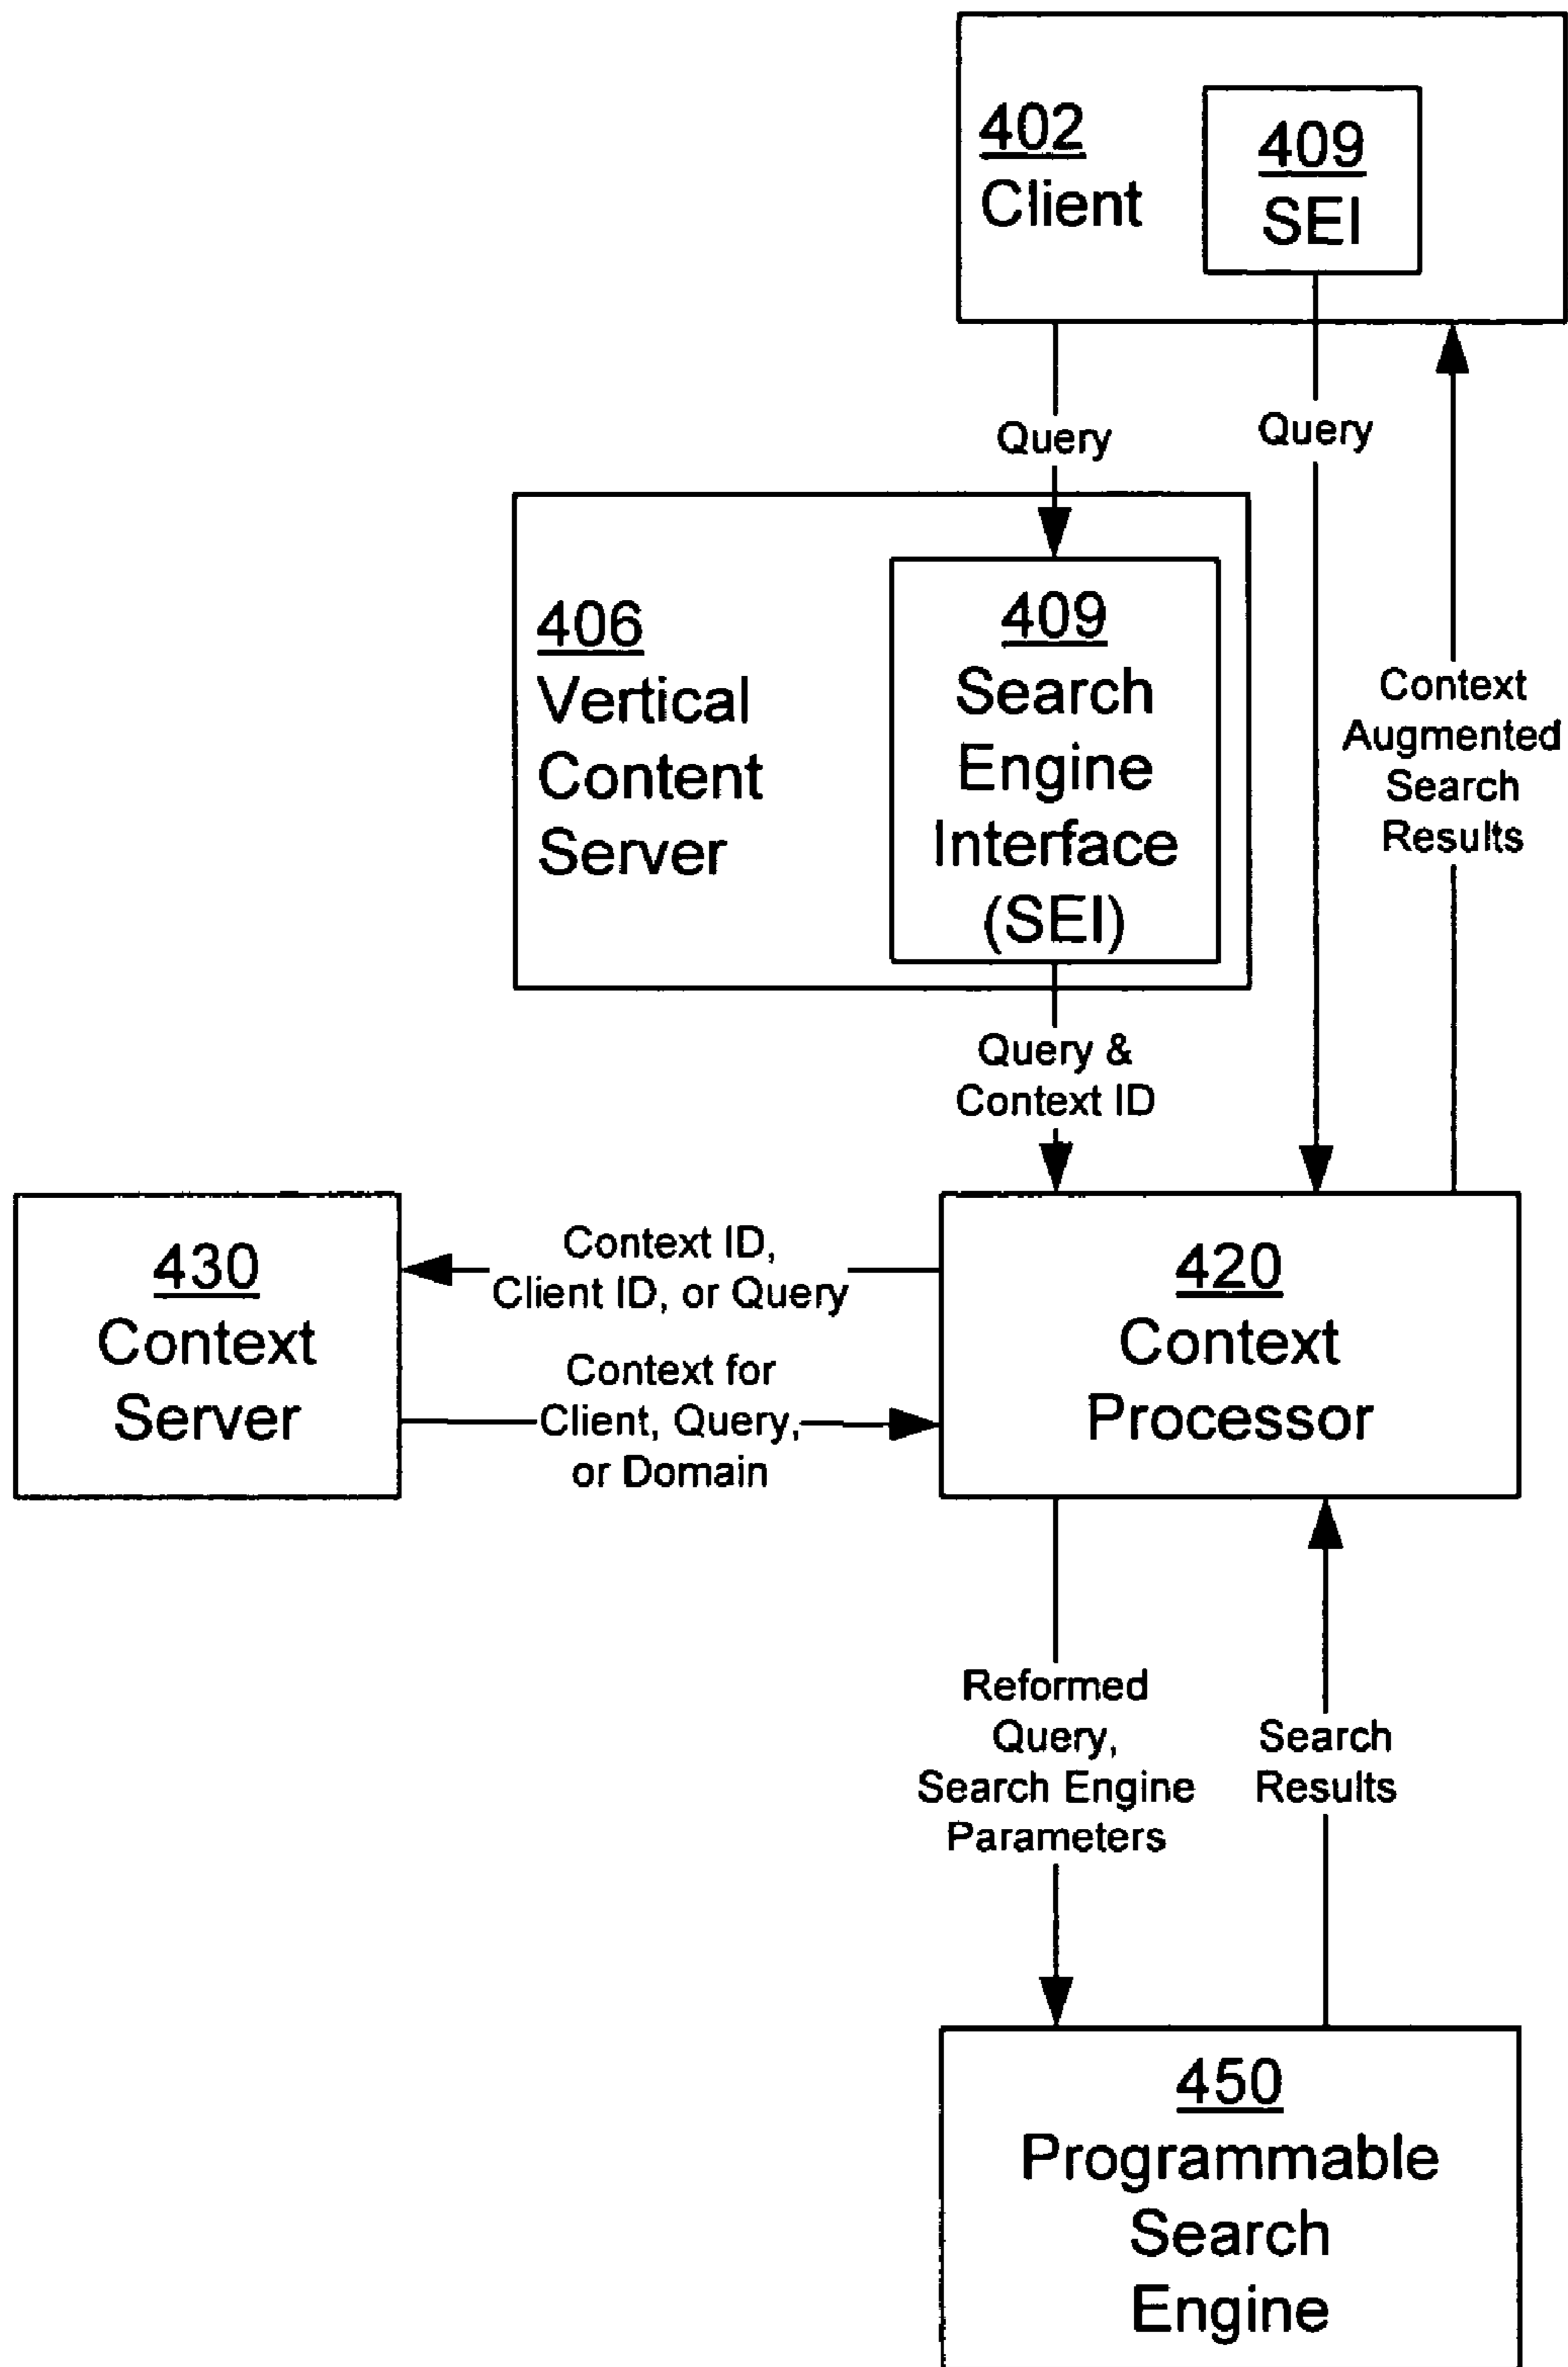 402
Client
409
SEI
Query
Query
406
Vertical
Content
Server
409
Search
Engine
Interface
(SEI)
Context
Augmented
Search
Results
Query &
Context ID
430
Context
Server
Context ID,
Client ID, or Query
Context for
Client, Query,
or Domain
420
Context
Processor
Reformed
Query,
Search Engine
Parameters
Search
Results
450
Programmable
Search
Engine